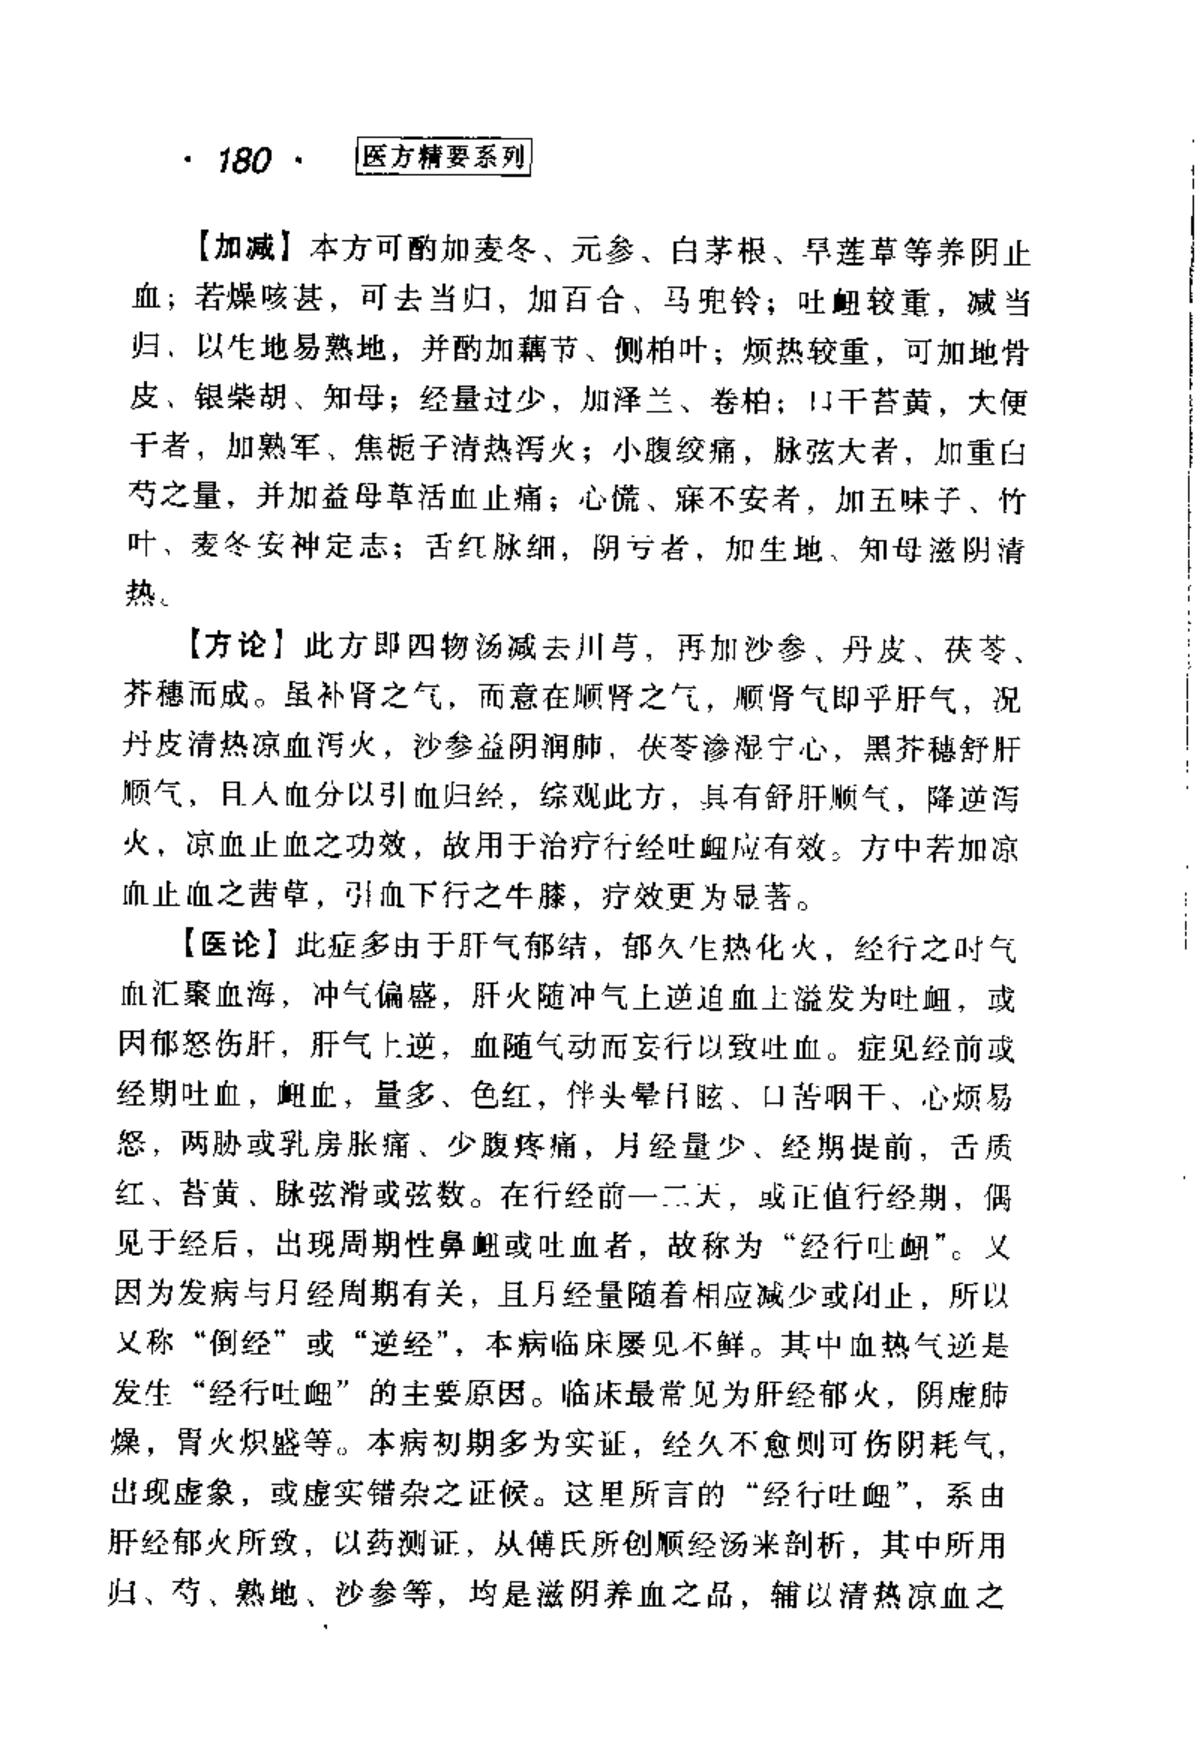 · 180 · 医方精要系列
【加减】本方可酌加麦冬、元参、白茅根、旱莲草等养阴止
血；若燥咳甚，可去当归，加百合、马兜铃；吐衄较重，减当
归、以生地易熟地，并酌加藕节、侧柏叶；烦热较重，可加地骨
皮、银柴胡、知母；经量过少，加泽兰、卷柏；口干苔黄，大便
干者，加熟军、焦栀子清热泻火；小腹绞痛，脉弦大者，加重白
芍之量，并加益母草活血止痛；心慌、寐不安者，加五味子、竹
叶、麦冬安神定志；舌红脉细，阴亏者，加生地、知母滋阴清
热。
【方论】此方即四物汤减去川芎，再加沙参、丹皮、茯苓、
芥穗而成。虽补肾之气，而意在顺肾之气，顺肾气即乎肝气，况
丹皮清热凉血泻火，沙参益阴润肺，茯苓渗湿宁心，黑芥穗舒肝
顺气，且入血分以引血归经，综观此方，具有舒肝顺气，降逆泻
火，凉血止血之功效，故用于治疗行经吐衄应有效。方中若加凉
血止血之茜草，引血下行之牛膝，疗效更为显著。
【医论】此症多由于肝气郁结，郁久生热化火，经行之时气
血汇聚血海，冲气偏盛，肝火随冲气上逆迫血上溢发为吐衄，或
因郁怒伤肝，肝气上逆，血随气动而妄行以致吐血。症见经前或
经期吐血，衄血，量多、色红，伴头晕目眩、口苦咽干、心烦易
怒，两胁或乳房胀痛、少腹疼痛，月经量少、经期提前，舌质
红、苔黄、脉弦滑或弦数。在行经前一二天，或正值行经期，偶
见于经后，出现周期性鼻衄或吐血者，故称为“经行吐衄”。又
因为发病与月经周期有关，且月经量随着相应减少或闭止，所以
又称“倒经”或“逆经”，本病临床屡见不鲜。其中血热气逆是
发生“经行吐衄”的主要原因。临床最常见为肝经郁火，阴虚肺
燥，胃火炽盛等。本病初期多为实证，经久不愈则可伤阴耗气，
出现虚象，或虚实错杂之证候。这里所言的“经行吐衄”，系由
肝经郁火所致，以药测证，从傅氏所创顺经汤来剖析，其中所用
归、芍、熟地、沙参等，均是滋阴养血之品，辅以清热凉血之